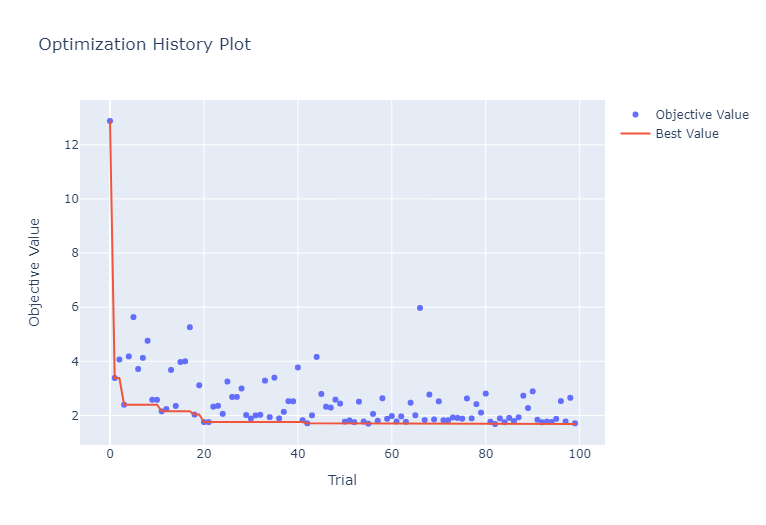 Optimization History Plot
Objective Value
Best Value
12
10
8
6
4
2
Objective Value
0
20
40
60
80
100
Trial